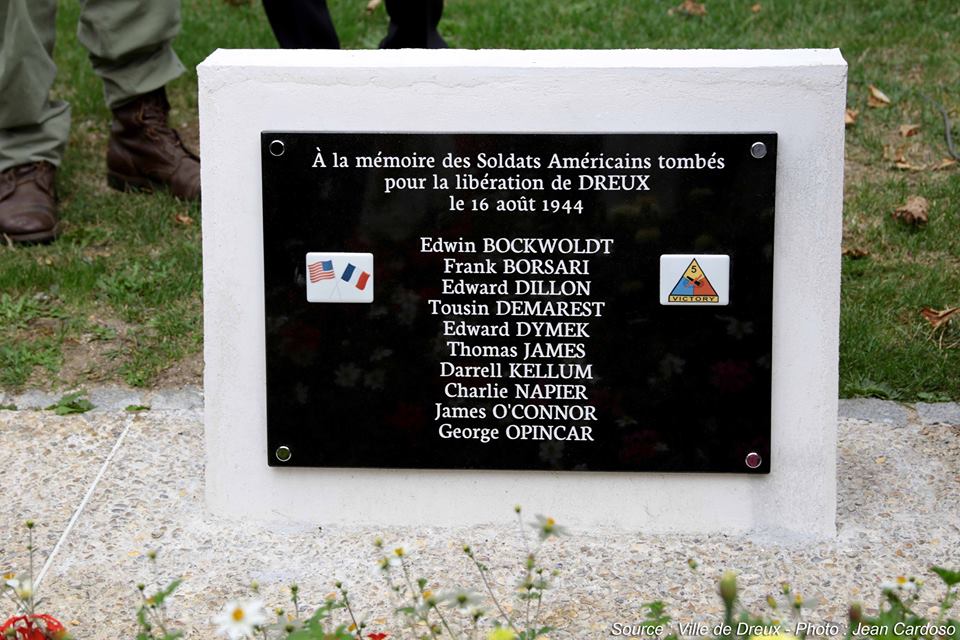 À la mémoire des Soldats Américains tombés
pour la libération de DREUX
le 16 août 1944
Edwin BOCKWOLDT
Frank BORSARI
Edward DILLON
Tousin DEMAREST
Edward DYMEK
Thomas JAMES
Darrell KELLUM
Charlie NAPIER
James O'CONNOR
George OPINCAR
5
VICTORY
Source : Ville de Dreux - Photo : Jean Cardoso